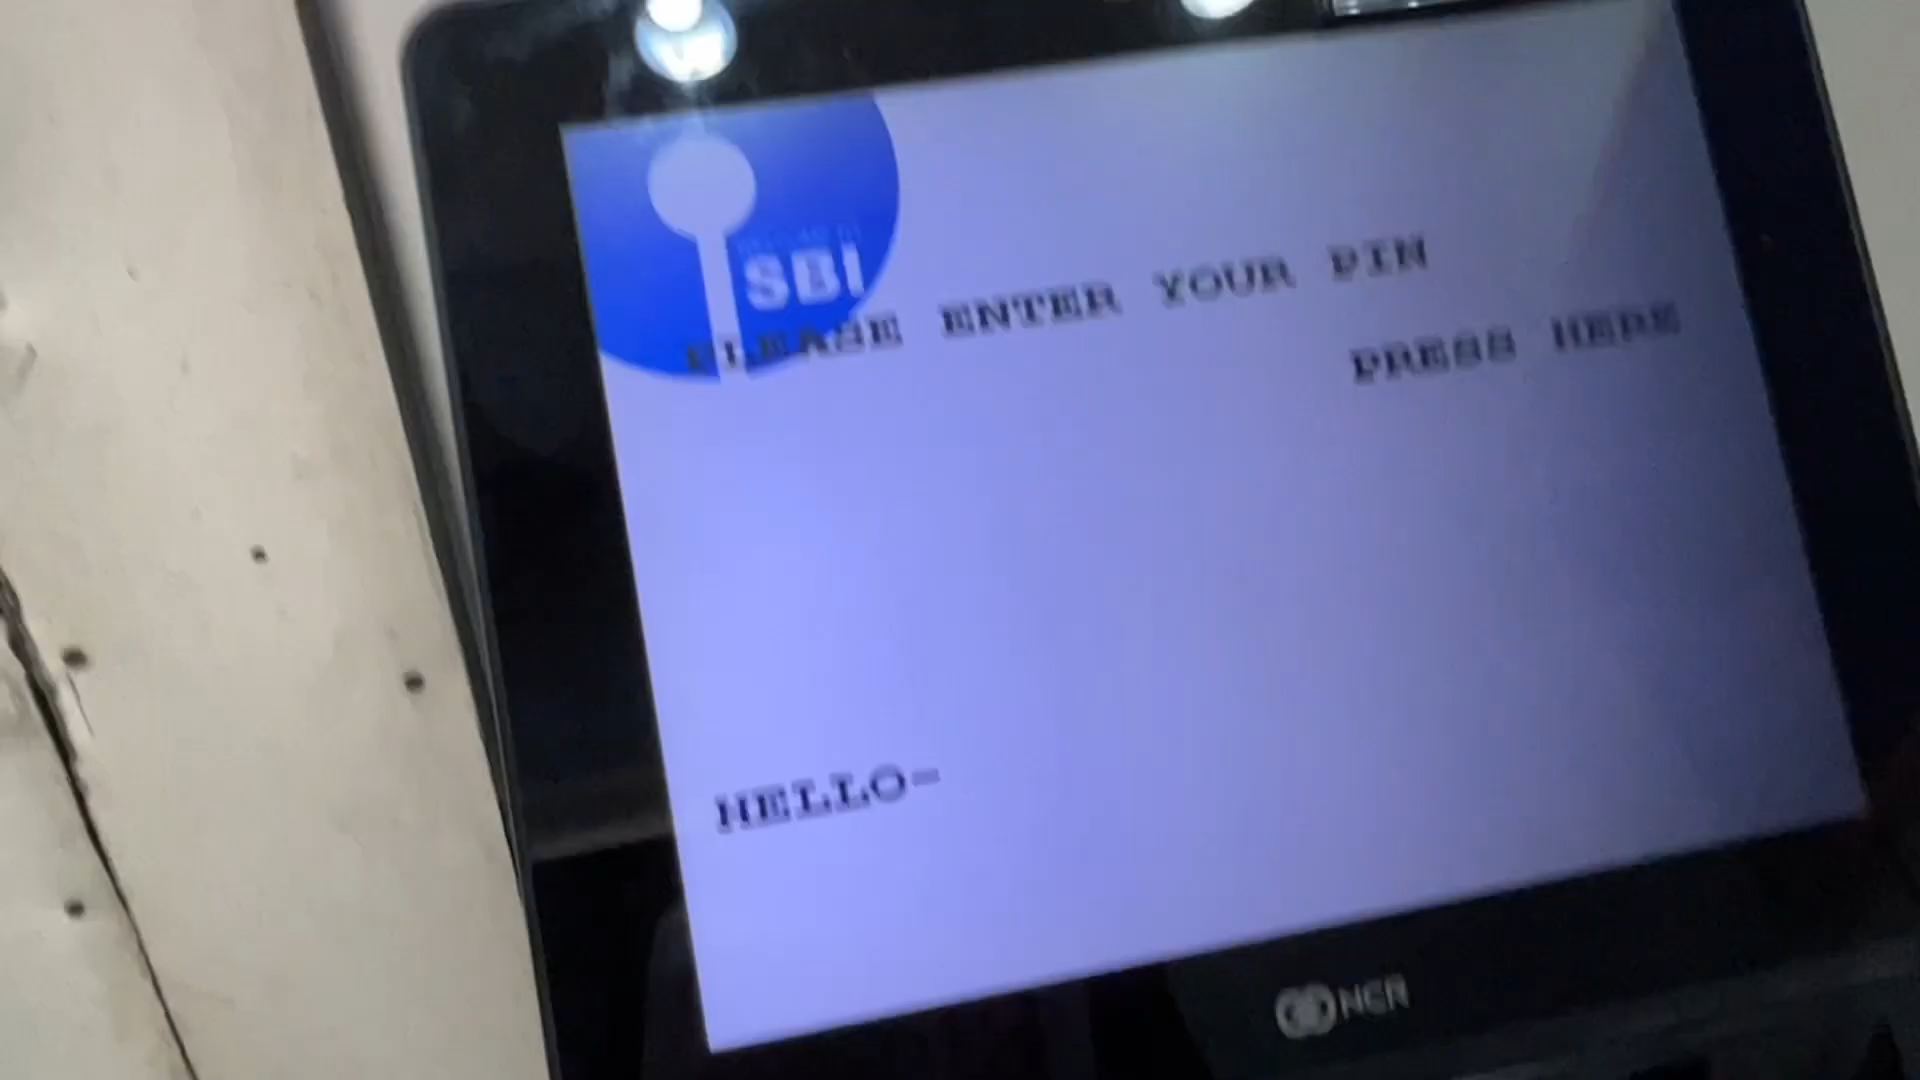 SBI
PLEASE ENTER YOUR PIN
PRESS HERE
HELLO-
NCR